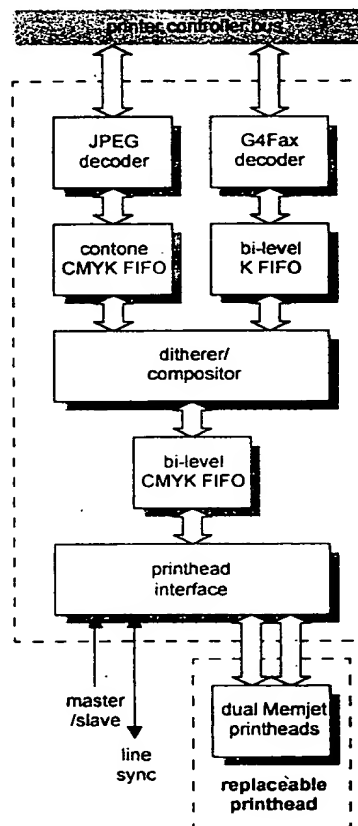 printer controller bus
JPEG
decoder
G4Fax
decoder
contone
CMYK FIFO
bi-level
K FIFO
ditherer/
compositor
bi-level
CMYK FIFO
printhead
interface
master
/slave
line
sync
dual Memjet
printheads
replaceable
printhead